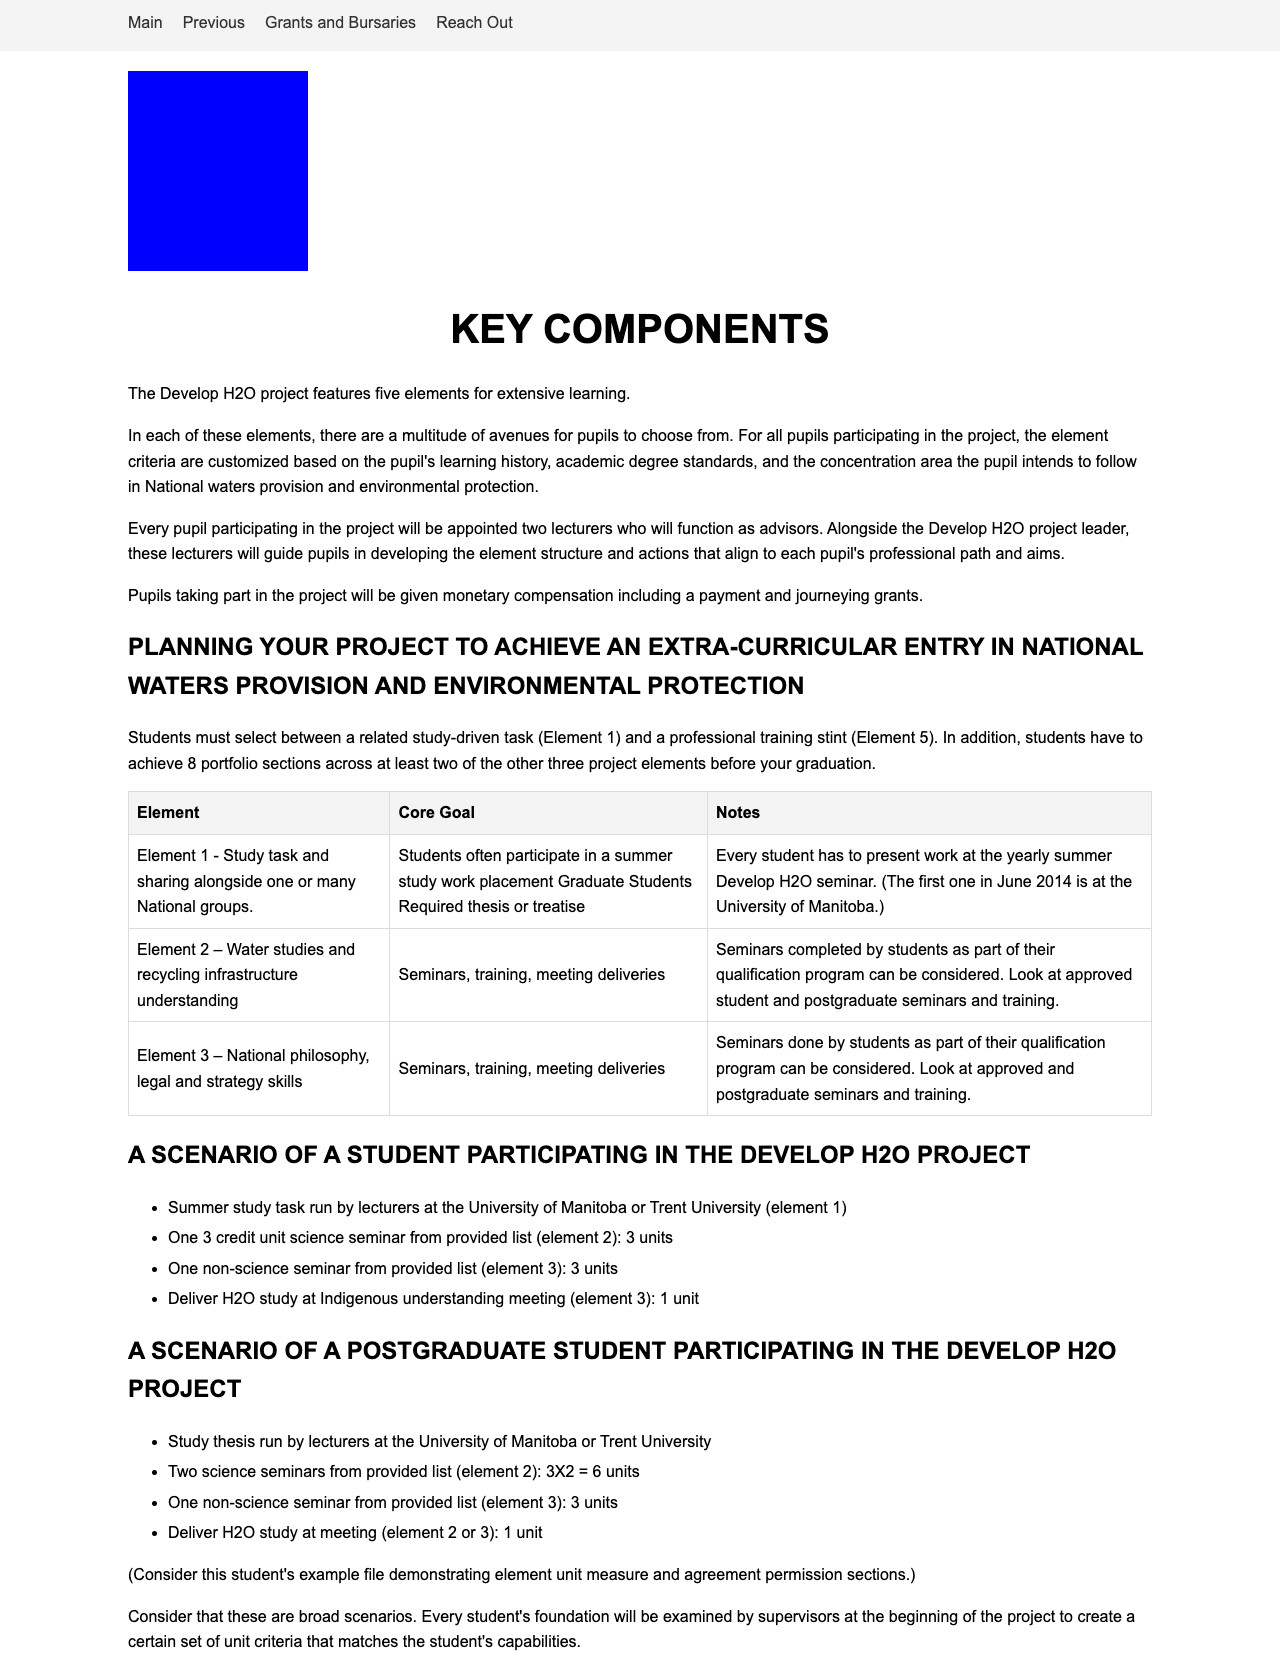 Main Previous Grants and Bursaries Reach Out
KEY COMPONENTS
The Develop H2O project features five elements for extensive learning.
In each of these elements, there are a multitude of avenues for pupils to choose from. For all pupils participating in the project, the element
criteria are customized based on the pupil's learning history, academic degree standards, and the concentration area the pupil intends to follow
in National waters provision and environmental protection.
Every pupil participating in the project will be appointed two lecturers who will function as advisors. Alongside the Develop H2O project leader,
these lecturers will guide pupils in developing the element structure and actions that align to each pupil's professional path and aims.
Pupils taking part in the project will be given monetary compensation including a payment and journeying grants.
PLANNING YOUR PROJECT TO ACHIEVE AN EXTRA-CURRICULAR ENTRY IN NATIONAL
WATERS PROVISION AND ENVIRONMENTAL PROTECTION
Students must select between a related study-driven task (Element 1) and a professional training stint (Element 5). In addition, students have to
achieve 8 portfolio sections across at least two of the other three project elements before your graduation.
Element
Core Goal
Notes
Element 1 - Study task and
sharing alongside one or many
National groups.
Students often participate in a summer
study work placement Graduate Students
Required thesis or treatise
Every student has to present work at the yearly summer
Develop H2O seminar. (The first one in June 2014 is at the
University of Manitoba.)
Element 2 – Water studies and
recycling infrastructure
understanding
Seminars, training, meeting deliveries
Seminars completed by students as part of their
qualification program can be considered. Look at approved
student and postgraduate seminars and training.
Element 3 – National philosophy,
legal and strategy skills
Seminars, training, meeting deliveries
Seminars done by students as part of their qualification
program can be considered. Look at approved and
postgraduate seminars and training.
A SCENARIO OF A STUDENT PARTICIPATING IN THE DEVELOP H2O PROJECT
• Summer study task run by lecturers at the University of Manitoba or Trent University (element 1)
• One 3 credit unit science seminar from provided list (element 2): 3 units
• One non-science seminar from provided list (element 3): 3 units
• Deliver H2O study at Indigenous understanding meeting (element 3): 1 unit
A SCENARIO OF A POSTGRADUATE STUDENT PARTICIPATING IN THE DEVELOP H2O
PROJECT
• Study thesis run by lecturers at the University of Manitoba or Trent University
• Two science seminars from provided list (element 2): 3X2 = 6 units
• One non-science seminar from provided list (element 3): 3 units
• Deliver H2O study at meeting (element 2 or 3): 1 unit
(Consider this student's example file demonstrating element unit measure and agreement permission sections.)
Consider that these are broad scenarios. Every student's foundation will be examined by supervisors at the beginning of the project to create a
certain set of unit criteria that matches the student's capabilities.